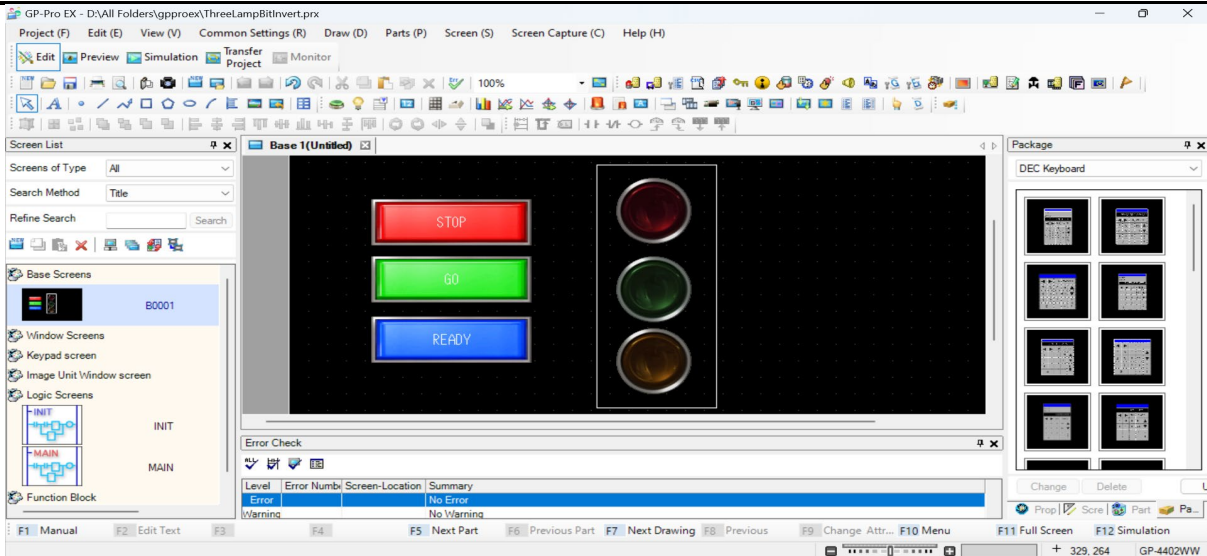 GP-Pro EX - D:\All Folders\gpproex\ThreeLampBitInvert.prx
Project (F) Edit (E) View (V) Common Settings (R) Draw (D) Parts (P) Screen (S) Screen Capture (C) Help (H)
Edit Preview Simulation Transfer Project Monitor
100%
Screen List
Base 1(Untitled)
Package
Screens of Type All
DEC Keyboard
Search Method Title
Refine Search Search
STOP
GO
READY
Base Screens
B0001
Window Screens
Keypad screen
Image Unit Window screen
Logic Screens
INIT
INIT
MAIN
MAIN
Function Block
Error Check
Level Error Numbe Screen-Location Summary
Error No Error
Warning No Warning
Change Delete U
Prop Scre Part Pa...
F1 Manual F2 Edit Text F3 F4 F5 Next Part F6 Previous Part F7 Next Drawing F8 Previous F9 Change Attr... F10 Menu F11 Full Screen F12 Simulation
329, 264 GP-4402WW